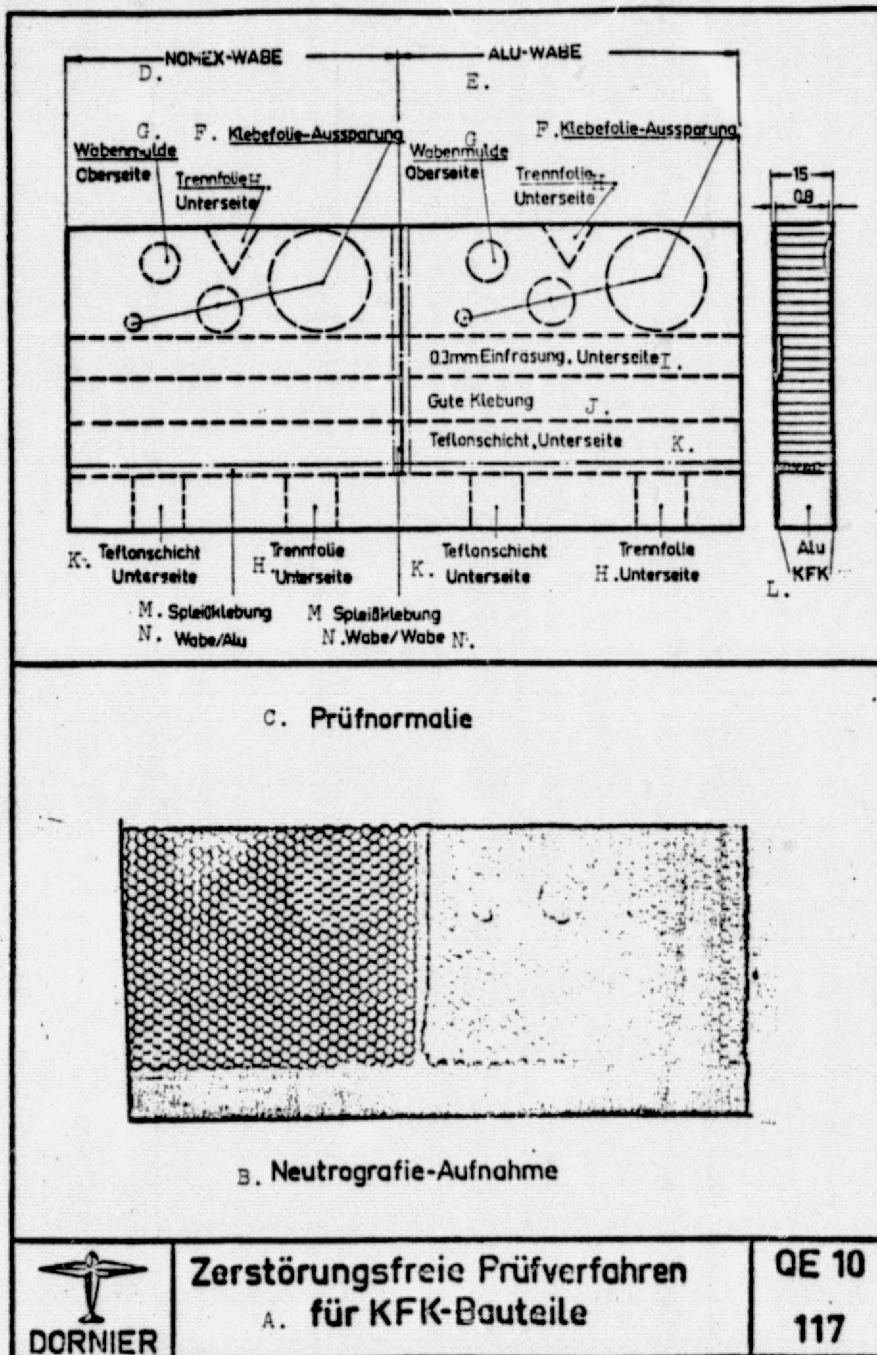 NOMEX-WABE ALU-WABE
D. E.
G. F. Klebefolie-Aussparung G F. Klebefolie-Aussparung
Wabenmulde Wabenmulde
Oberseite Trennfolie H. Oberseite Trennfolie H.
Unterseite Unterseite
15
0,8
0,3mm Einfräsung, Unterseite I.
Gute Klebung J.
Teflonschicht, Unterseite K.
K. Teflonschicht Trennfolie Teflonschicht Trennfolie Alu
Unterseite H. Unterseite K. Unterseite H. Unterseite KFK
L.
M. Spleißklebung M Spleißklebung
N. Wabe/Alu N. Wabe/Wabe N.
C. Prüfnormalie
B. Neutrografie-Aufnahme
Zerstörungsfreie Prüfverfahren
A. für KFK-Bauteile
QE 10
117
DORNIER